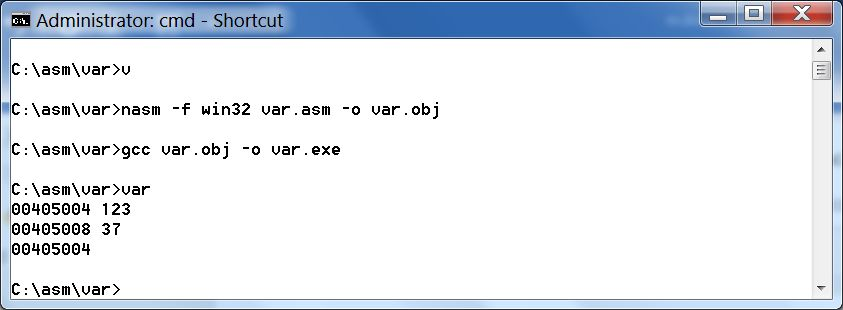 Administrator: cmd - Shortcut
C:\asm\var>v
C:\asm\var>nasm -f win32 var.asm -o var.obj
C:\asm\var>gcc var.obj -o var.exe
C:\asm\var>var
00405004 123
00405008 37
00405004
C:\asm\var>